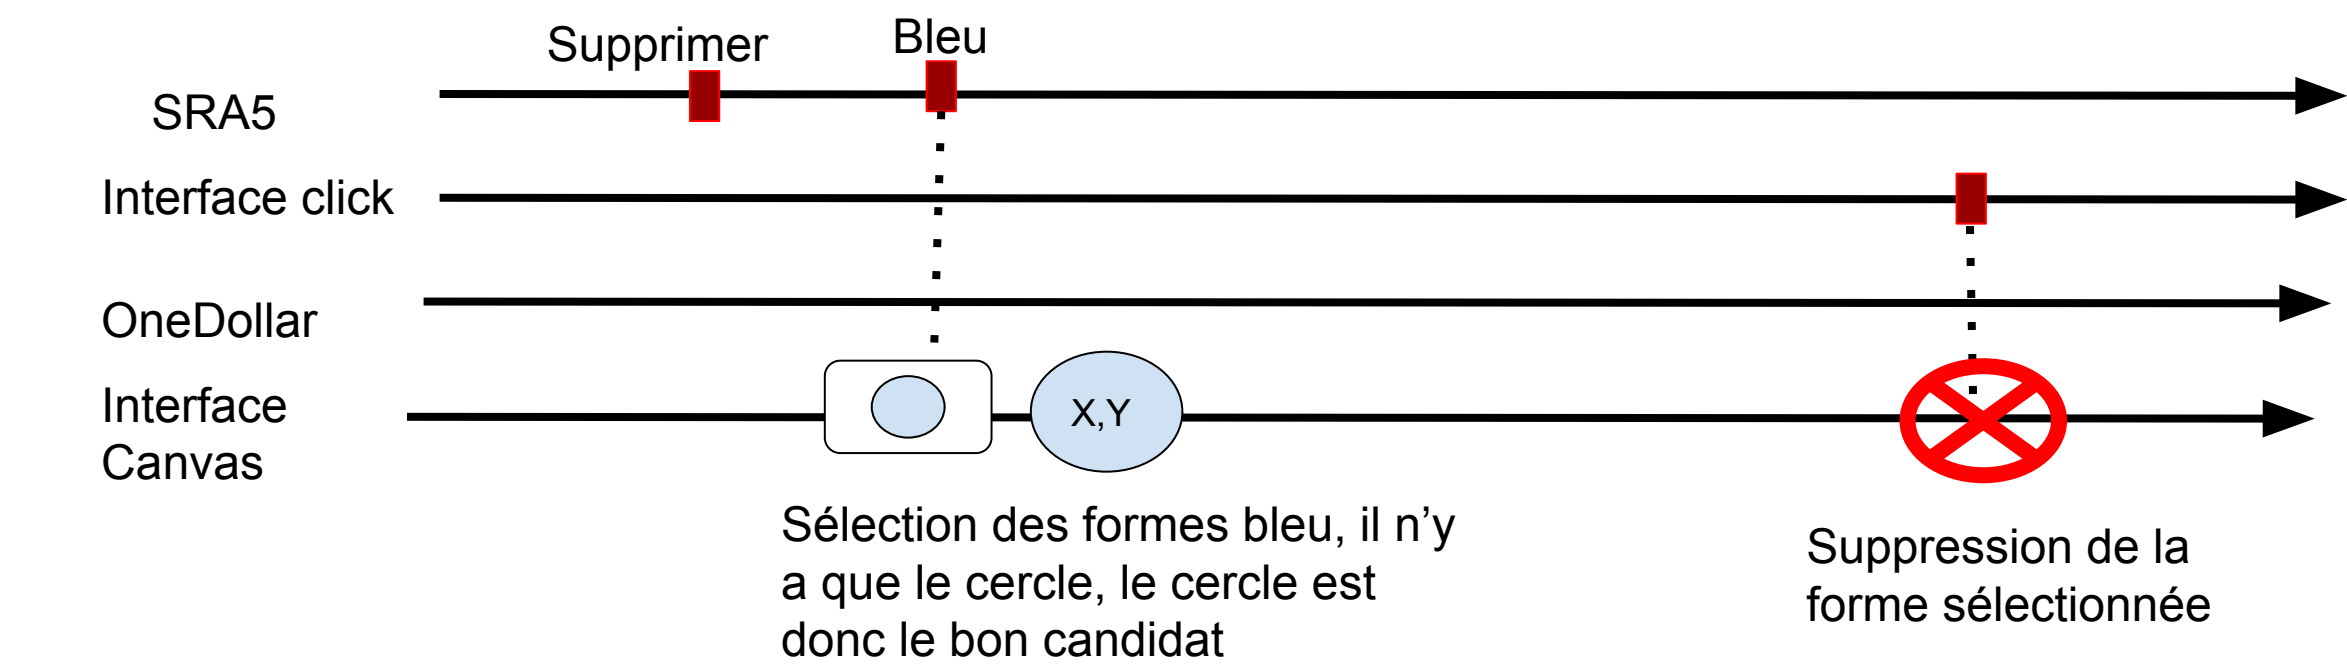 Supprimer
Bleu
SRA5
Interface click
OneDollar
Interface
Canvas
X,Y
Sélection des formes bleu, il n’y
a que le cercle, le cercle est
donc le bon candidat
Suppression de la
forme sélectionnée